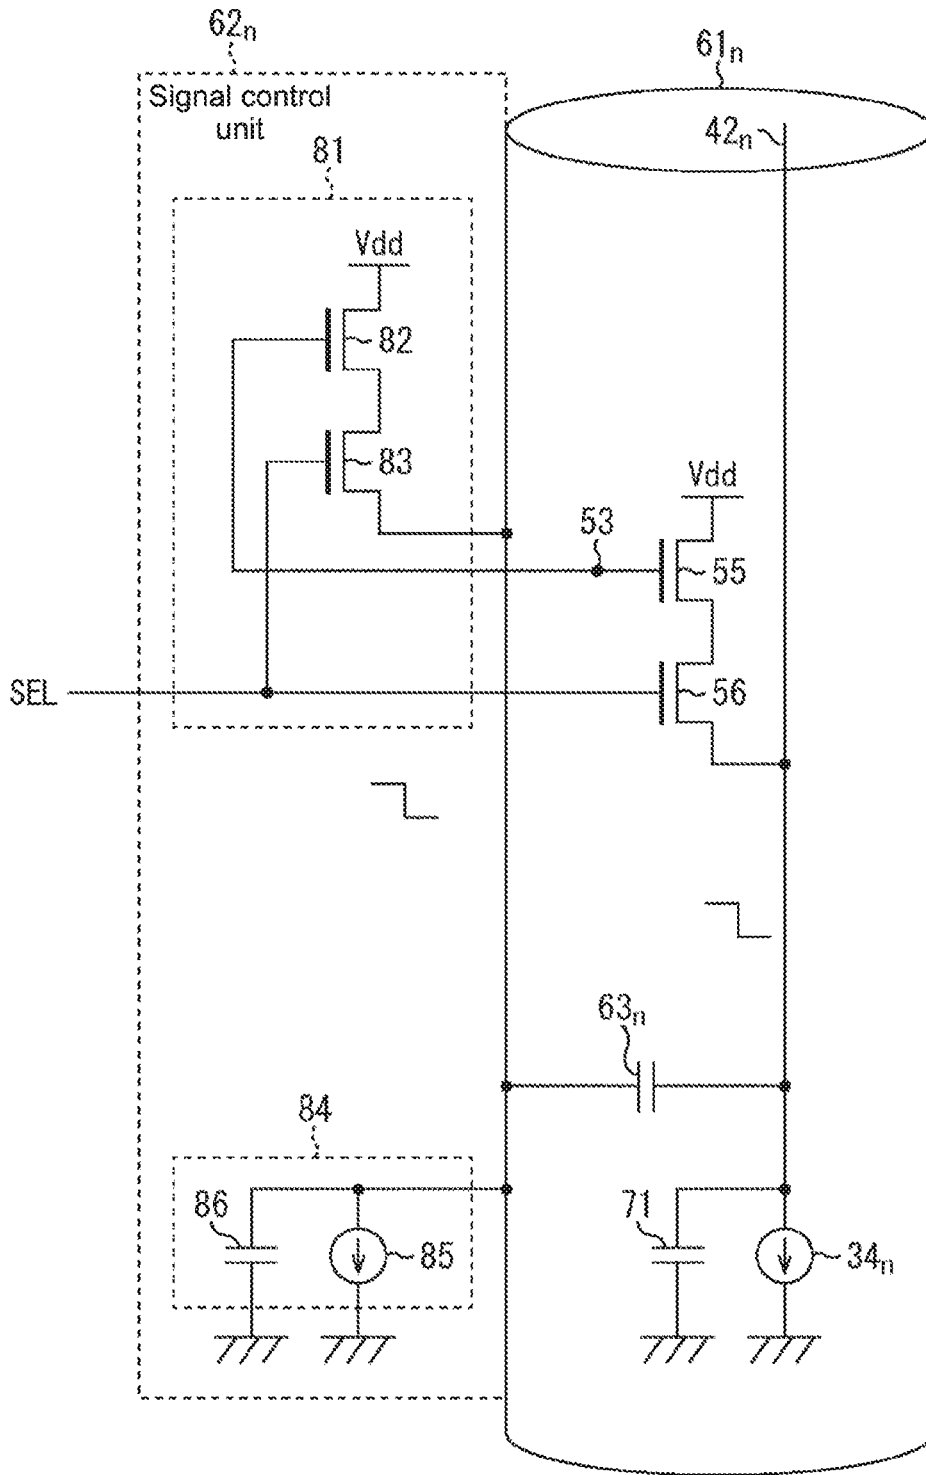 62n
61n
Signal control
unit
42n
81
Vdd
82
83
Vdd
53
55
SEL
56
63n
84
86
85
71
34n